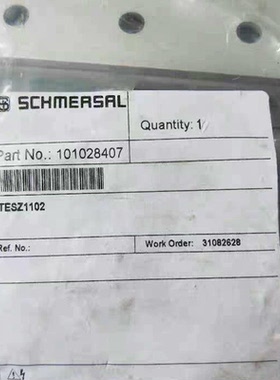 SCHMERSAL
Quantity: 1
Part No.: 101028407
TESZ1102
Ref. No.:
Work Order: 31082628